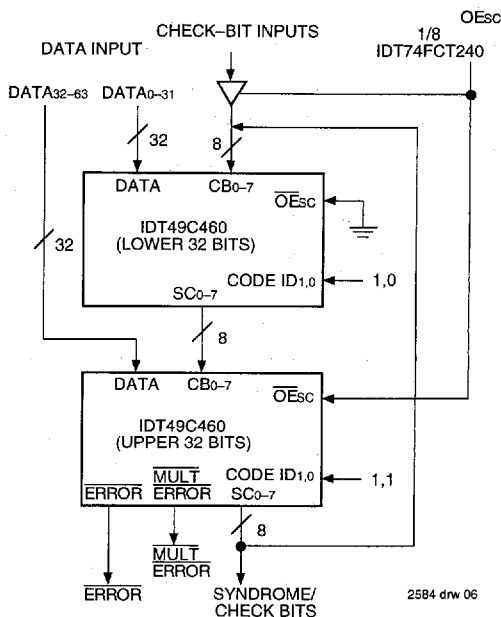 OEsc
CHECK–BIT INPUTS
1/8
IDT74FCT240
DATA INPUT
DATA32–63 DATA0–31
32
8
DATA
CB0–7
OEsc
IDT49C460
(LOWER 32 BITS)
32
CODE ID1,0
1,0
SC0–7
8
DATA
CB0–7
OEsc
IDT49C460
(UPPER 32 BITS)
CODE ID1,0
1,1
MULT
ERROR
ERROR
SC0–7
8
MULT
ERROR
ERROR
SYNDROME/
CHECK BITS
2584 drw 06